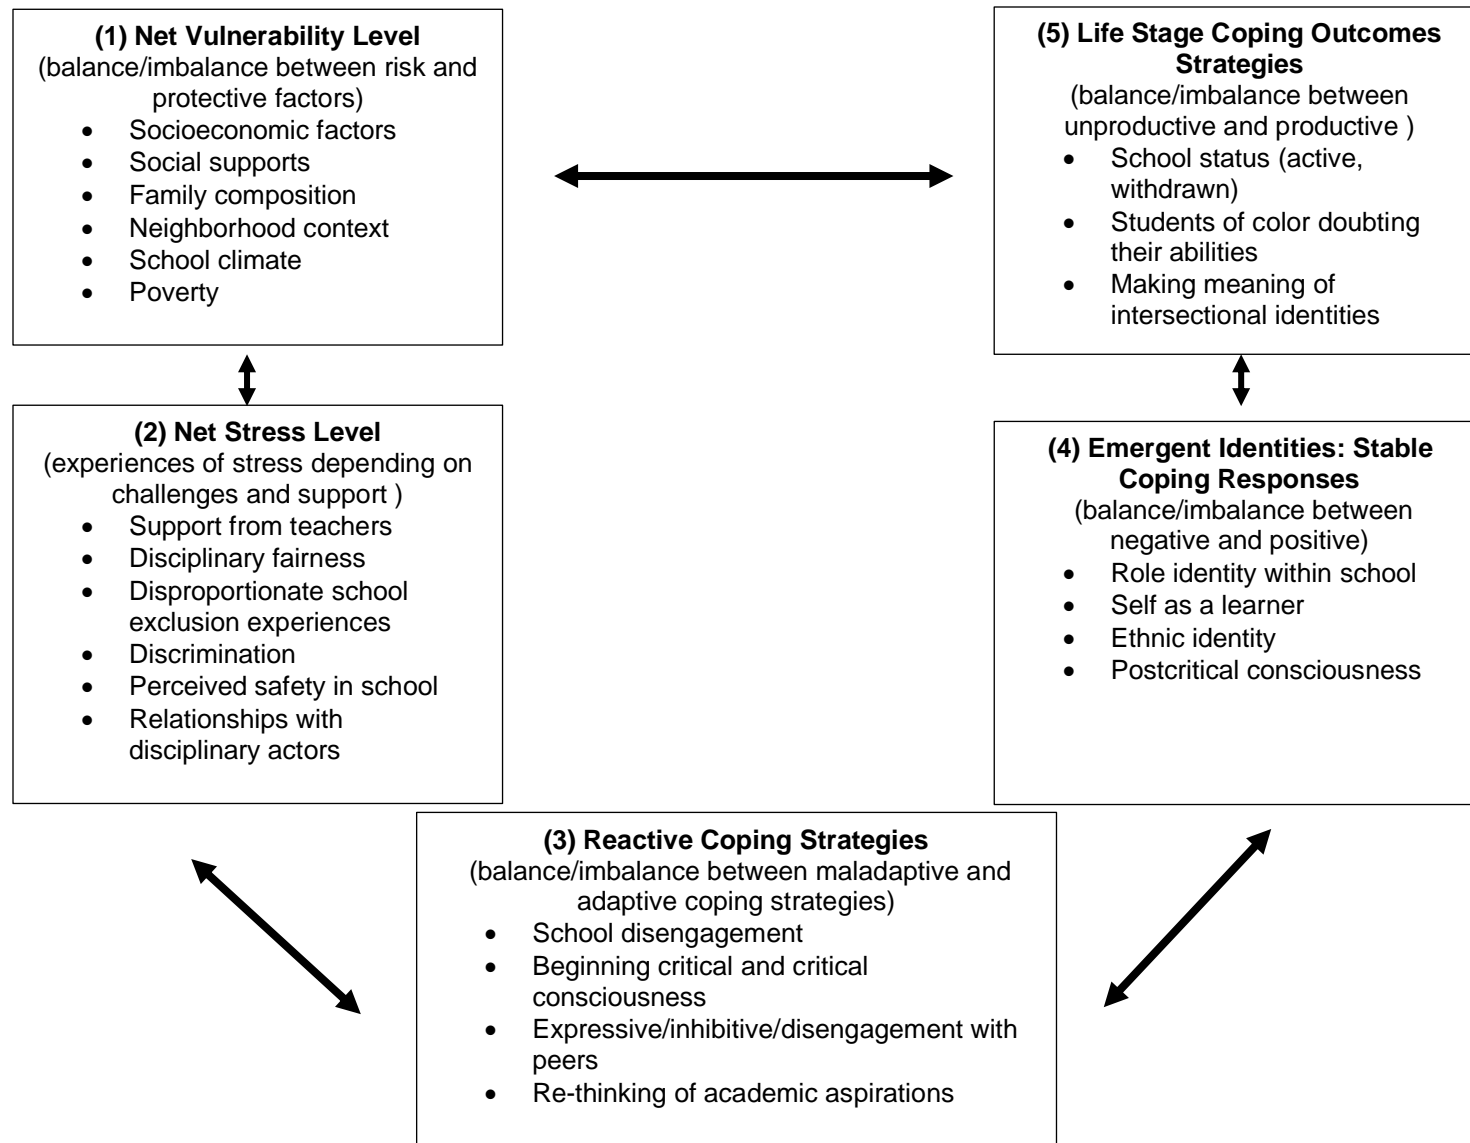 (1) Net Vulnerability Level
(balance/imbalance between risk and
protective factors)
• Socioeconomic factors
• Social supports
• Family composition
• Neighborhood context
• School climate
• Poverty
(2) Net Stress Level
(experiences of stress depending on
challenges and support )
• Support from teachers
• Disciplinary fairness
• Disproportionate school
exclusion experiences
• Discrimination
• Perceived safety in school
• Relationships with
disciplinary actors
(3) Reactive Coping Strategies
(balance/imbalance between maladaptive and
adaptive coping strategies)
• School disengagement
• Beginning critical and critical
consciousness
• Expressive/inhibitive/disengagement with
peers
• Re-thinking of academic aspirations
(4) Emergent Identities: Stable
Coping Responses
(balance/imbalance between
negative and positive)
• Role identity within school
• Self as a learner
• Ethnic identity
• Postcritical consciousness
(5) Life Stage Coping Outcomes
Strategies
(balance/imbalance between
unproductive and productive )
• School status (active,
withdrawn)
• Students of color doubting
their abilities
• Making meaning of
intersectional identities